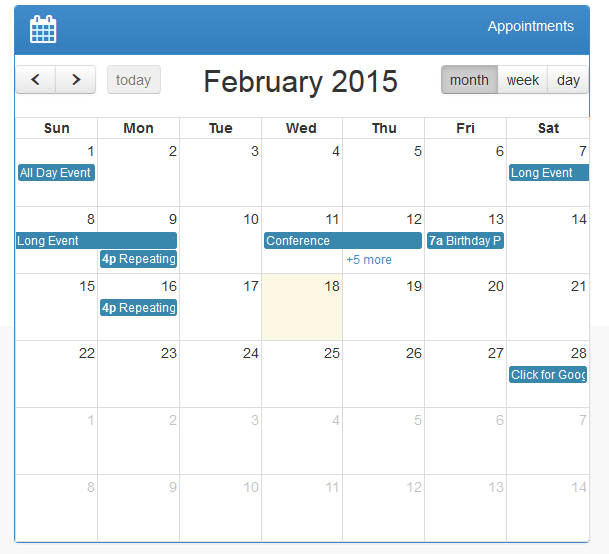 Appointments
today
February 2015
month week day
Sun Mon Tue Wed Thu Fri Sat
1 2 3 4 5 6 7
All Day Event Long Event
8 9 10 11 12 13 14
Long Event Conference 7a Birthday P
4p Repeating +5 more
15 16 17 18 19 20 21
4p Repeating
22 23 24 25 26 27 28
Click for Goog
1 2 3 4 5 6 7
8 9 10 11 12 13 14